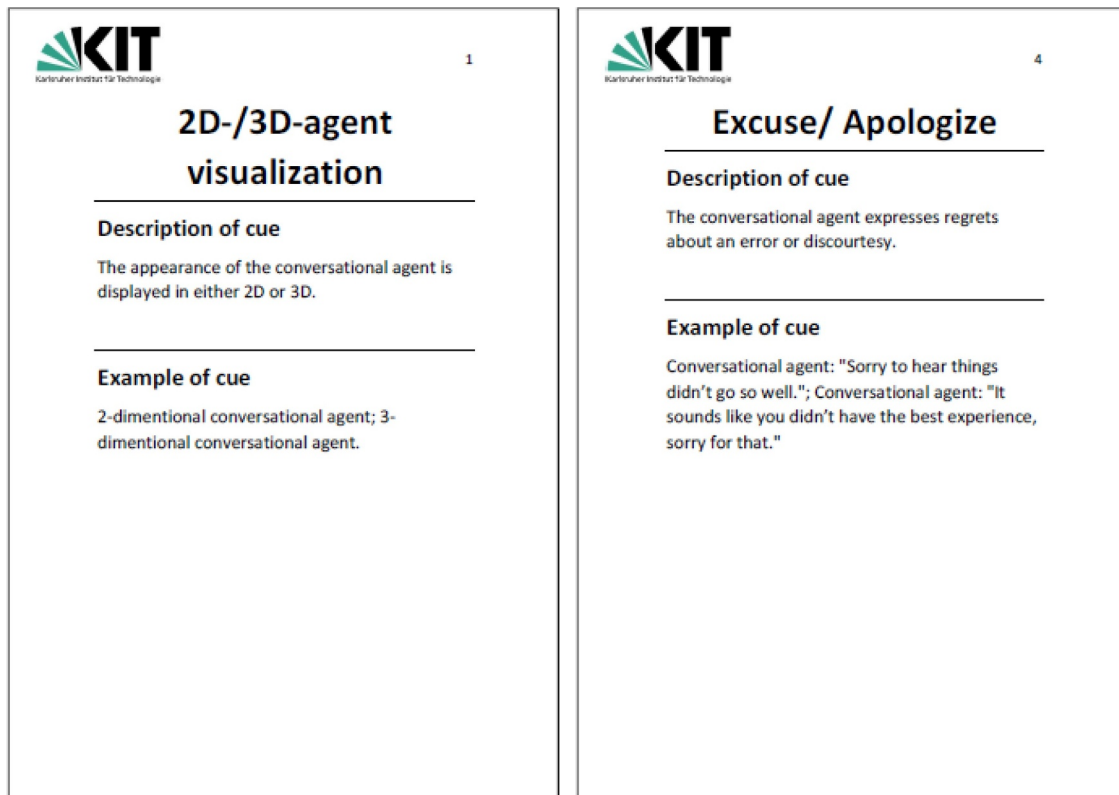 KIT
Karlsruher Institut für Technologie
1
2D-/3D-agent
visualization
Description of cue
The appearance of the conversational agent is
displayed in either 2D or 3D.
Example of cue
2-dimentional conversational agent; 3-
dimentional conversational agent.
KIT
Karlsruher Institut für Technologie
4
Excuse/ Apologize
Description of cue
The conversational agent expresses regrets
about an error or discourtesy.
Example of cue
Conversational agent: "Sorry to hear things
didn’t go so well."; Conversational agent: "It
sounds like you didn’t have the best experience,
sorry for that."